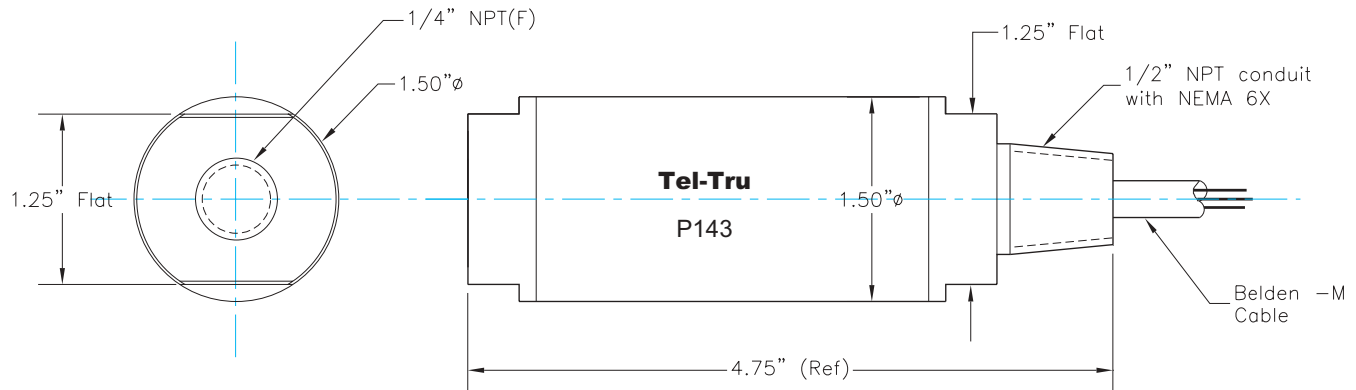 1/4" NPT(F)
1.50"ø
1.25" Flat
1.25" Flat
1/2" NPT conduit
with NEMA 6X
Tel-Tru
P143
1.50"ø
Belden -M
Cable
4.75" (Ref)